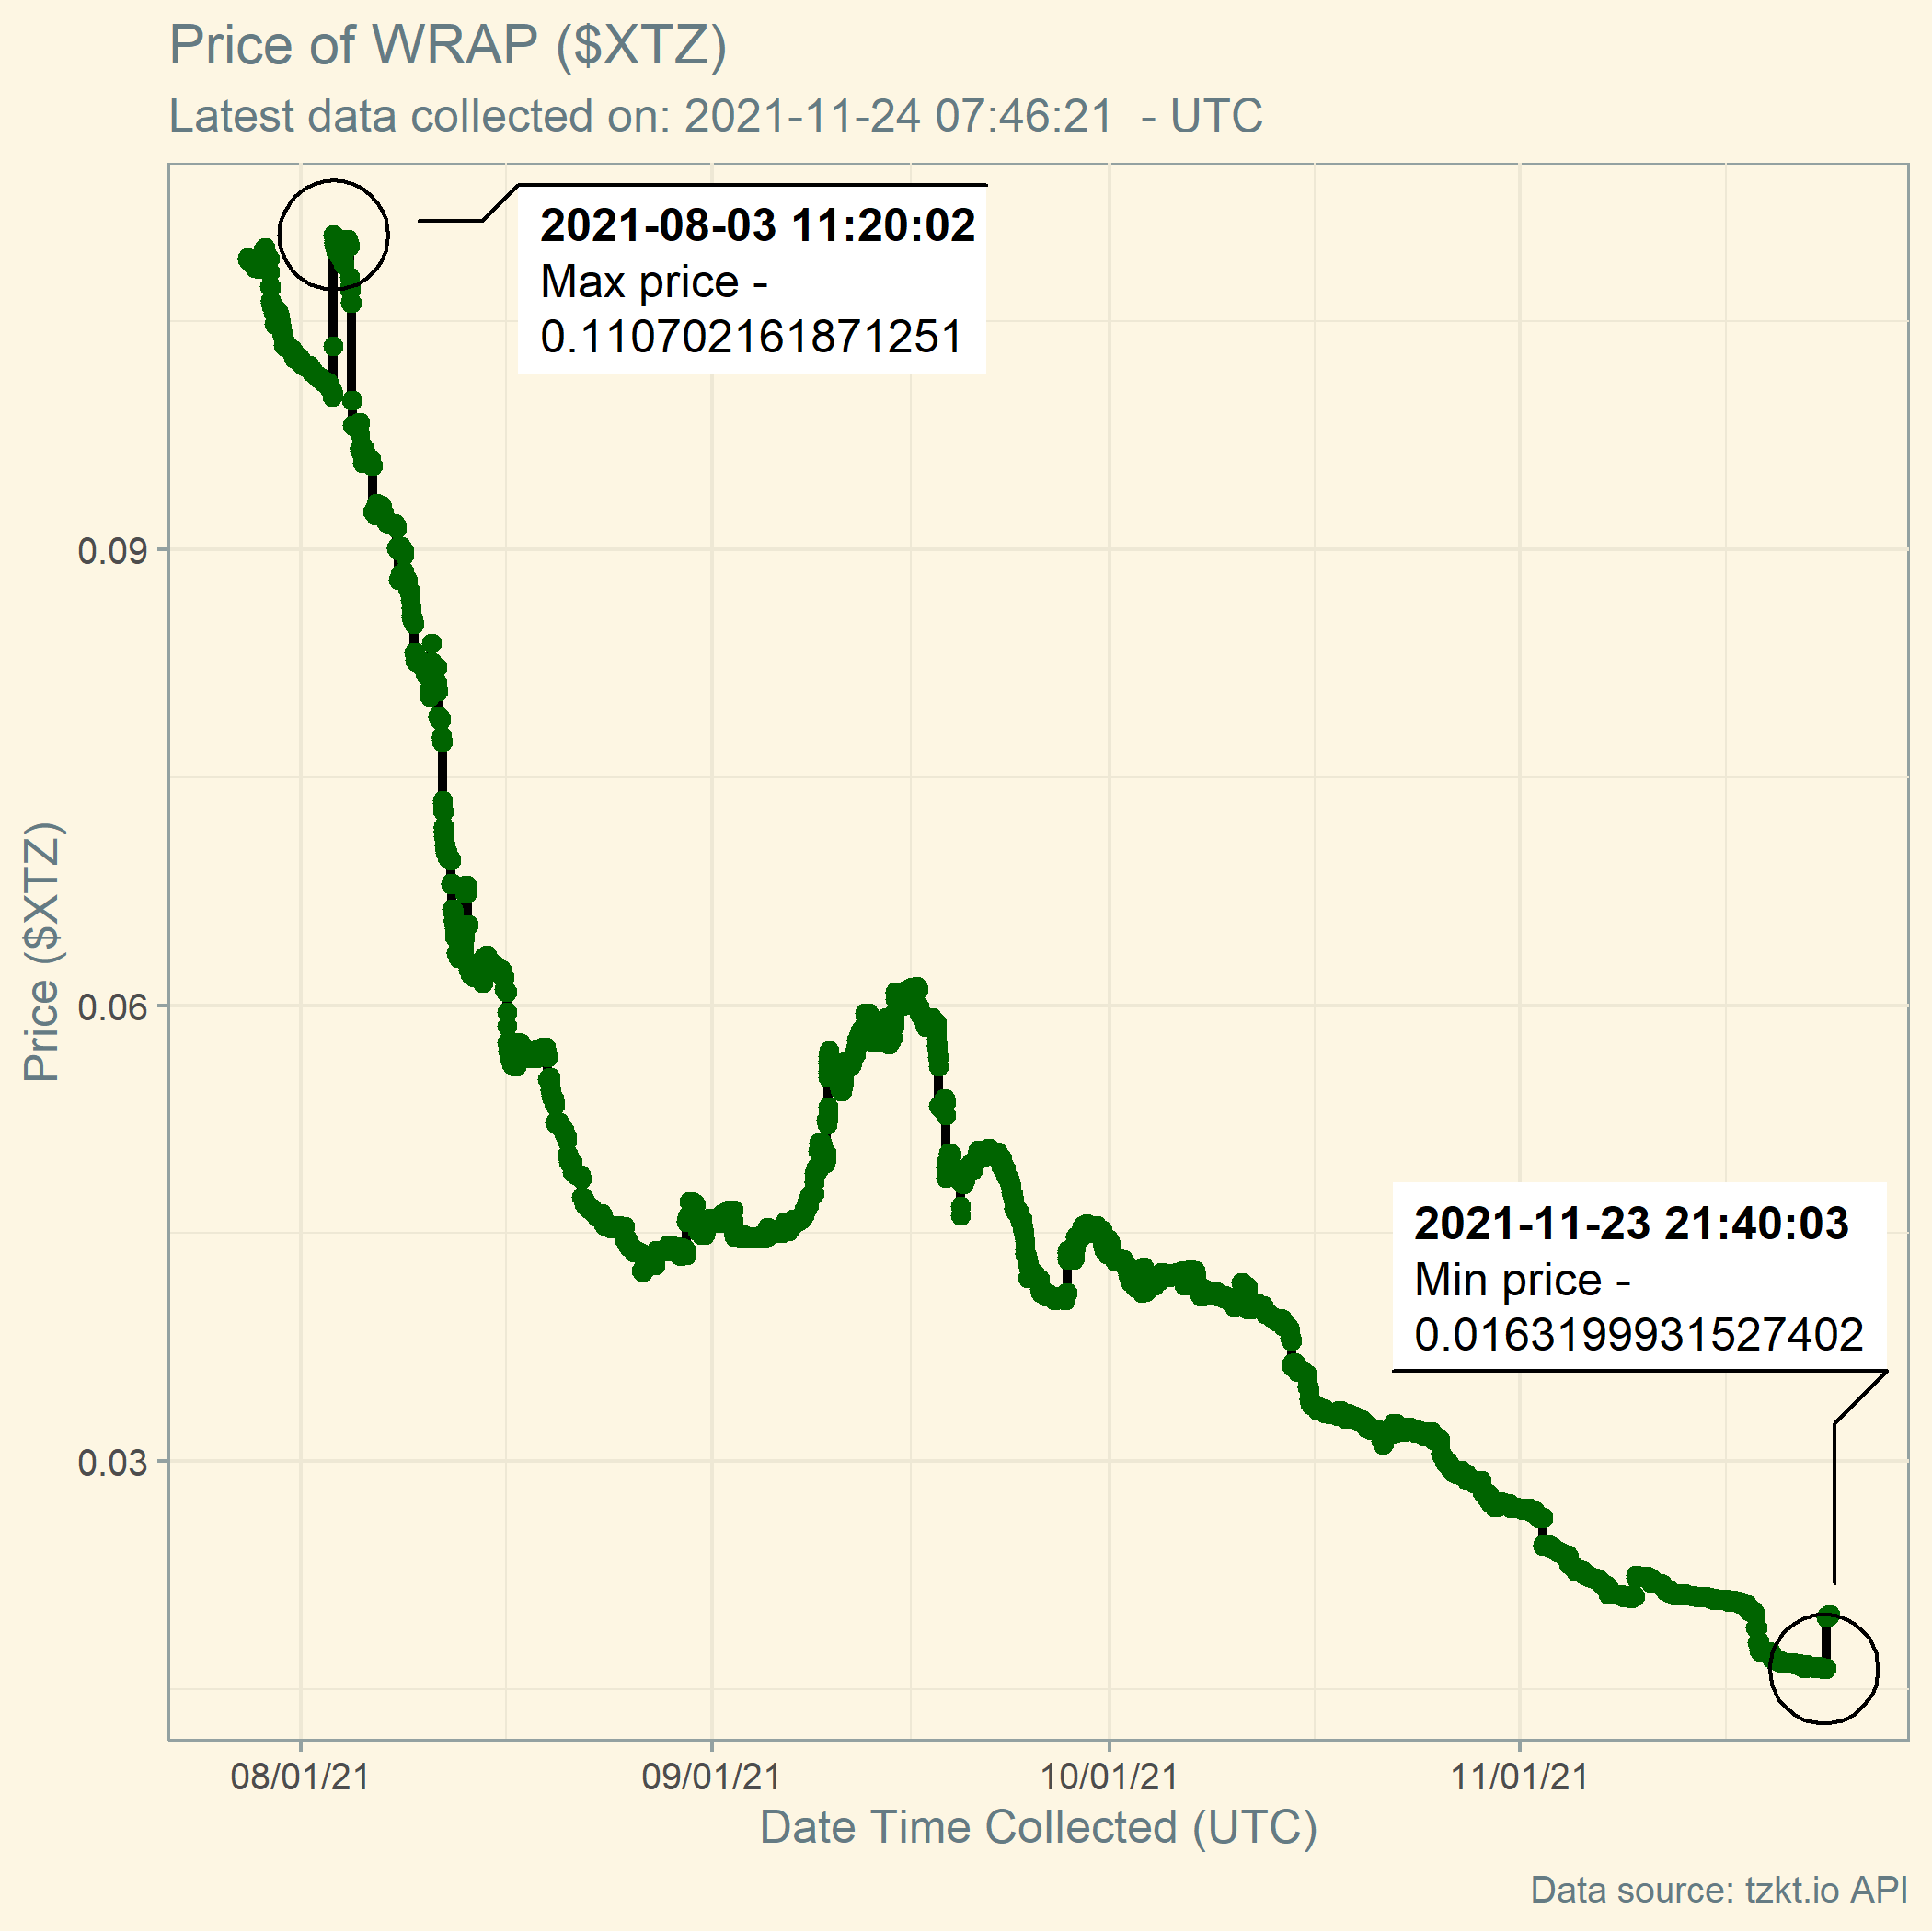 Price of WRAP ($XTZ)
Latest data collected on: 2021-11-24 07:46:21  - UTC
2021-08-03 11:20:02
Max price -
0.110702161871251
0.09
0.06
0.03
Price ($XTZ)
2021-11-23 21:40:03
Min price -
0.0163199931527402
08/01/21
09/01/21
10/01/21
11/01/21
Date Time Collected (UTC)
Data source: tzkt.io API